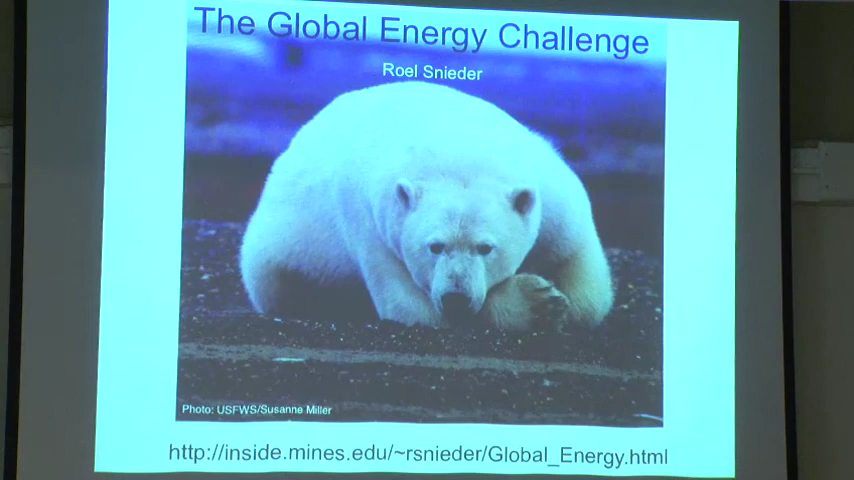 The Global Energy Challenge
Roel Snieder
Photo: USFWS/Susanne Miller
http://inside.mines.edu/~rsnieder/Global_Energy.html